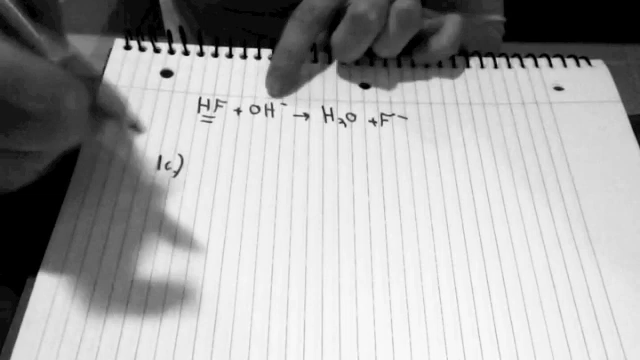 HF + OH⁻ → H₂O + F⁻
1c)